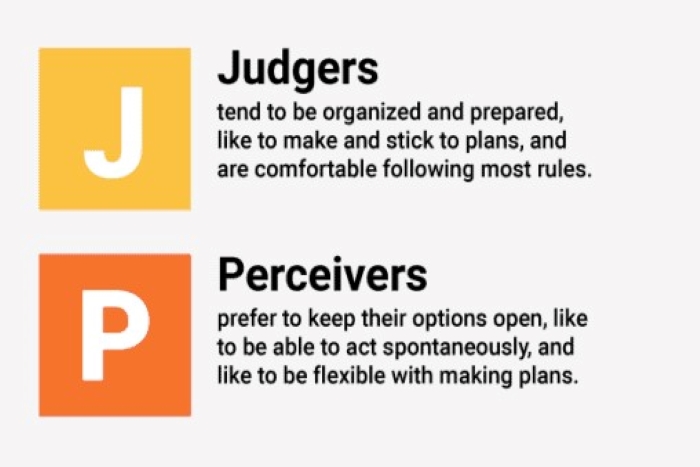 J
Judgers
tend to be organized and prepared,
like to make and stick to plans, and
are comfortable following most rules.
P
Perceivers
prefer to keep their options open, like
to be able to act spontaneously, and
like to be flexible with making plans.